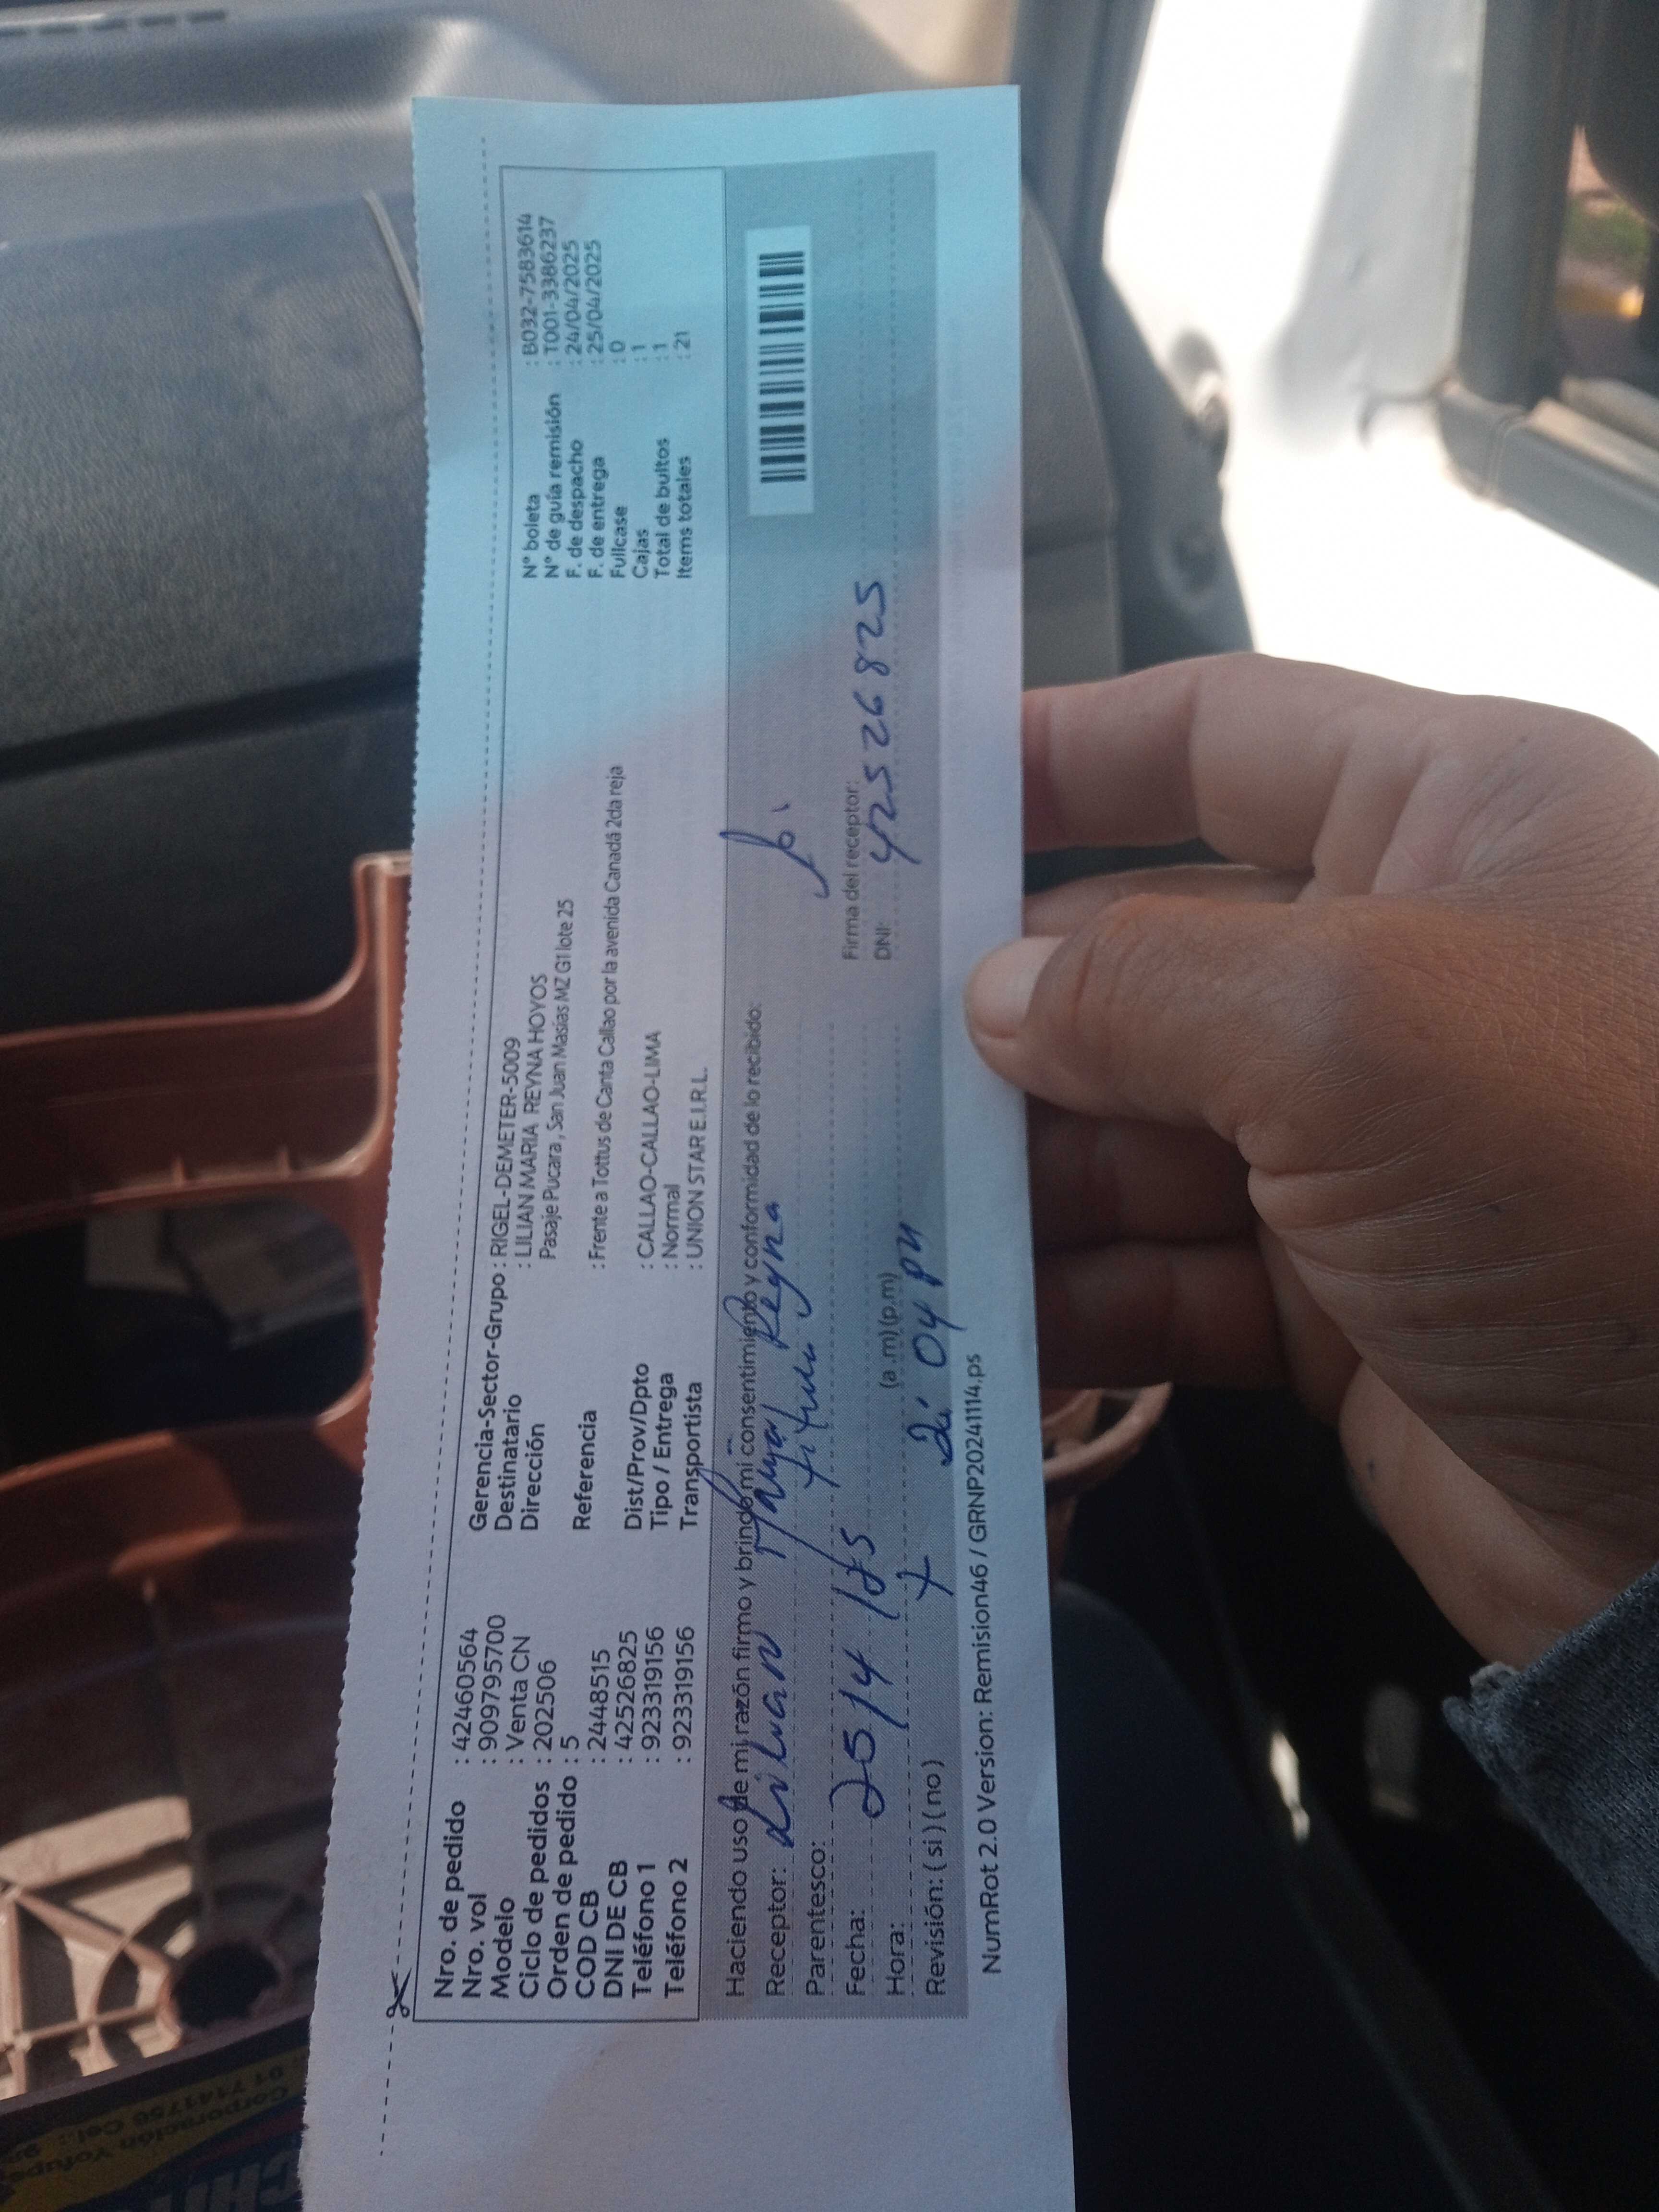 Nro. de pedido : 42460564
Nro. vol : 909795700
Modelo : Venta CN
Ciclo de pedidos : 202506
Orden de pedido : 5
COD CB : 2448515
DNI DE CB : 42526825
Teléfono 1 : 923319156
Teléfono 2 : 923319156
Gerencia-Sector-Grupo : RIGEL-DEMETER-5009
Destinatario : LILIAN MARIA REYNA HOYOS
Dirección Pasaje Pucara , San Juan Masías MZ G1 lote 25
Referencia : Frente a Tottus de Canta Callao por la avenida Canadá 2da reja
Dist/Prov/Dpto : CALLAO-CALLAO-LIMA
Tipo / Entrega : Normal
Transportista : UNION STAR E.I.R.L.
N° boleta : B032-7583614
N° de guía remisión : T001-3386237
F. de despacho : 24/04/2025
F. de entrega : 25/04/2025
Fullcase : 0
Cajas : 1
Total de bultos : 1
Items totales : 21
Haciendo uso de mi razón firmo y brindo mi consentimiento y conformidad de lo recibido:
Receptor: Lilian Reyna
Parentesco: titular
Fecha: 25/4/25
Hora: (a.m)(p.m)
2:04 pm
Revisión: ( si ) ( no )
Firma del receptor:
DNI: 42526825
NumRot 2.0 Version: Remision46 / GRNP20241114.ps
Corporación